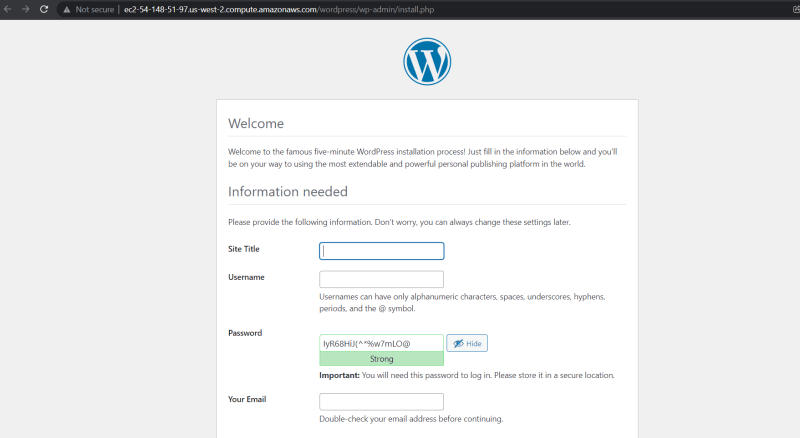 Not secure | ec2-54-148-51-97.us-west-2.compute.amazonaws.com/wordpress/wp-admin/install.php
Welcome
Welcome to the famous five-minute WordPress installation process! Just fill in the information below and you'll
be on your way to using the most extendable and powerful personal publishing platform in the world.
Information needed
Please provide the following information. Don't worry, you can always change these settings later.
Site Title
Username
Usernames can have only alphanumeric characters, spaces, underscores, hyphens,
periods, and the @ symbol.
Password
Hide
Strong
Important: You will need this password to log in. Please store it in a secure location.
Your Email
Double-check your email address before continuing.